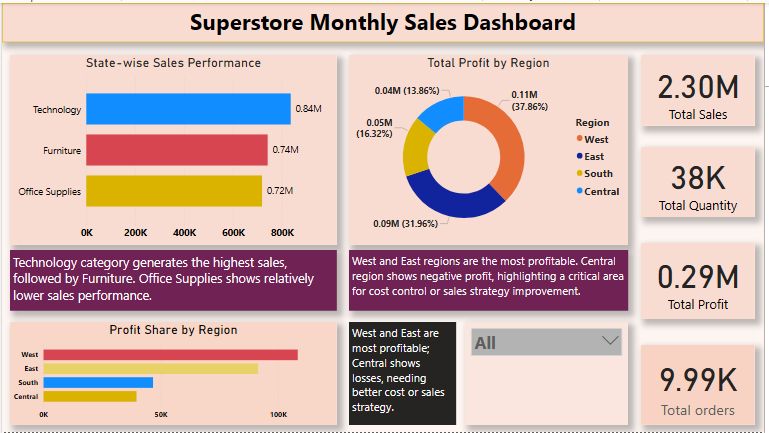 Superstore Monthly Sales Dashboard
State-wise Sales Performance
Technology
0.84M
Furniture
0.74M
Office Supplies
0.72M
0K 200K 400K 600K 800K
Technology category generates the highest sales,
followed by Furniture. Office Supplies shows relatively
lower sales performance.
Total Profit by Region
0.04M (13.86%)
0.11M
(37.86%)
0.05M
(16.32%)
0.09M (31.96%)
Region
West
East
South
Central
West and East regions are the most profitable. Central
region shows negative profit, highlighting a critical area
for cost control or sales strategy improvement.
2.30M
Total Sales
38K
Total Quantity
0.29M
Total Profit
9.99K
Total orders
Profit Share by Region
West
East
South
Central
0K 50K 100K
West and East are
most profitable;
Central shows
losses, needing
better cost or sales
strategy.
All